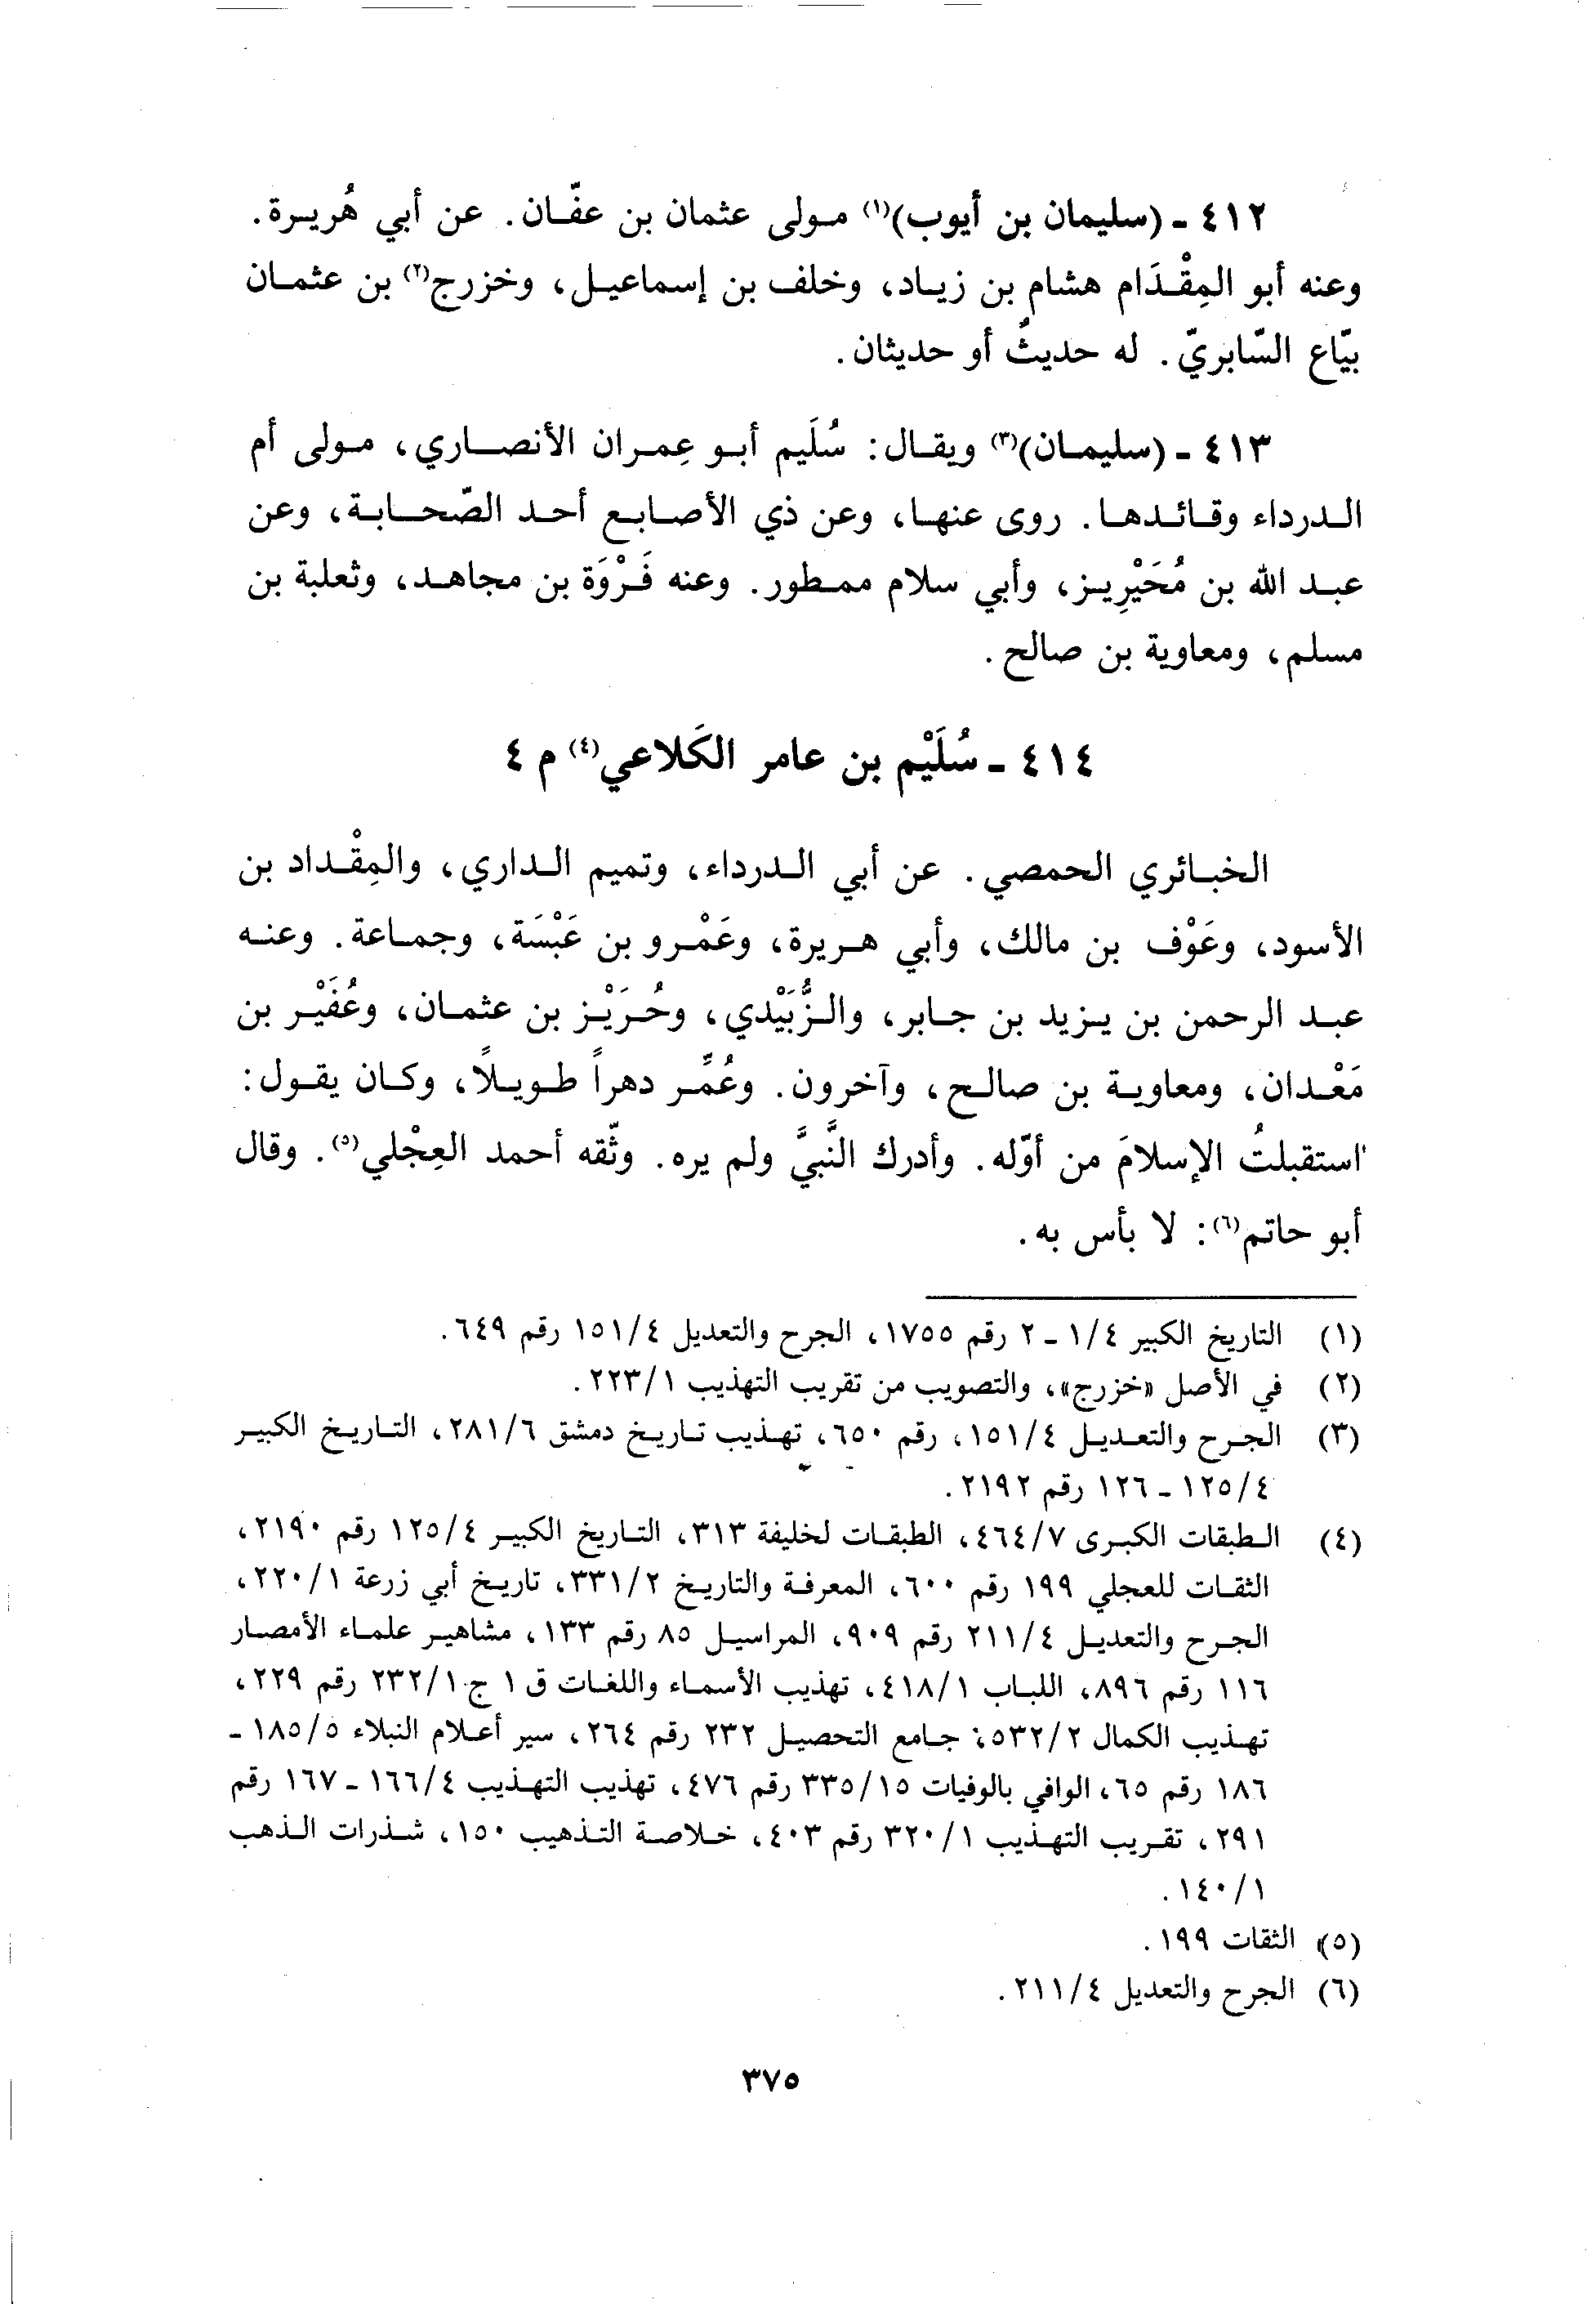 ٤١٢ - (سليمان بن أيوب)(١) مولى عثمان بن عفّان. عن أبي هُريرة.
وعنه أبو المِقْدَام هشام بن زياد، وخلف بن إسماعيل، وخزرج(٢) بن عثمان
بيّاع السّابريّ. له حديثٌ أو حديثان.
٤١٣ - (سليمان)(٣) ويقال: سُلَيم أبو عِمران الأنصاري، مولى أم
الدرداء وقائدها. روى عنها، وعن ذي الأصابع أحد الصّحابة، وعن
عبد الله بن مُحَيْرِيز، وأبي سلام ممطور. وعنه فَرْوَة بن مجاهد، وثعلبة بن
مسلم، ومعاوية بن صالح.
٤١٤ - سُلَيْم بن عامر الكَلاعي(٤) م ٤
الخبائري الحمصي. عن أبي الدرداء، وتميم الداري، والمِقْداد بن
الأسود، وعَوْف بن مالك، وأبي هريرة، وعَمْرو بن عَبْسَة، وجماعة. وعنه
عبد الرحمن بن يزيد بن جابر، والزُّبَيْدي، وحُرَيْز بن عثمان، وعُفَيْر بن
مَعْدان، ومعاوية بن صالح، وآخرون. وعُمِّر دهراً طويلاً، وكان يقول:
استقبلتُ الإسلامَ من أوّله. وأدرك النَّبيَّ ولم يره. وثّقه أحمد العِجْلي(٥). وقال
أبو حاتم(٦): لا بأس به.
(١) التاريخ الكبير ٤/١ - ٢ رقم ١٧٥٥، الجرح والتعديل ٤/١٥١ رقم ٦٤٩.
(٢) في الأصل «خزرج»، والتصويب من تقريب التهذيب ١/٢٢٣.
(٣) الجرح والتعديل ٤/١٥١، رقم ٦٥٠، تهذيب تاريخ دمشق ٦/٢٨١، التاريخ الكبير
٤/١٢٥ - ١٢٦ رقم ٢١٩٢.
(٤) الطبقات الكبرى ٧/٤٦٤، الطبقات لخليفة ٣١٣، التاريخ الكبير ٤/١٢٥ رقم ٢١٩٠،
الثقات للعجلي ١٩٩ رقم ٦٠٠، المعرفة والتاريخ ٢/٣٣١، تاريخ أبي زرعة ١/٢٢٠،
الجرح والتعديل ٤/٢١١ رقم ٩٠٩، المراسيل ٨٥ رقم ١٣٣، مشاهير علماء الأمصار
١١٦ رقم ٨٩٦، اللباب ١/٤١٨، تهذيب الأسماء واللغات ق ١ ج ١/٢٣٢ رقم ٢٢٩،
تهذيب الكمال ٢/٥٣٢، جامع التحصيل ٢٣٢ رقم ٢٦٤، سير أعلام النبلاء ٥/١٨٥ -
١٨٦ رقم ٦٥، الوافي بالوفيات ١٥/٣٣٥ رقم ٤٧٦، تهذيب التهذيب ٤/١٦٦ - ١٦٧ رقم
٢٩١، تقريب التهذيب ١/٣٢٠ رقم ٤٠٣، خلاصة التذهيب ١٥٠، شذرات الذهب
١/١٤٠.
(٥) الثقات ١٩٩.
(٦) الجرح والتعديل ٤/٢١١.
٣٧٥